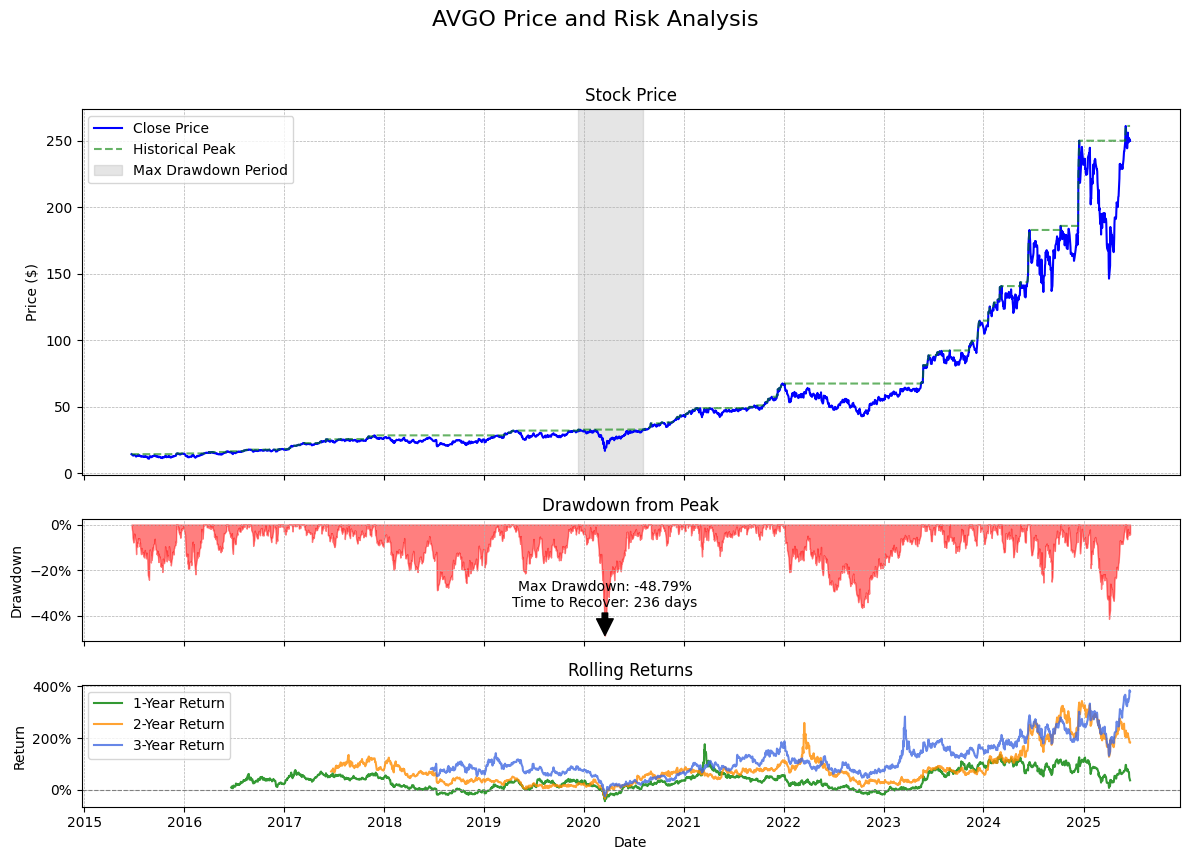 AVGO Price and Risk Analysis
Stock Price
Close Price
Historical Peak
Max Drawdown Period
Price ($)
250
200
150
100
50
0
Drawdown from Peak
Drawdown
0%
−20%
−40%
Max Drawdown: -48.79%
Time to Recover: 236 days
Rolling Returns
1-Year Return
2-Year Return
3-Year Return
Return
400%
200%
0%
2015 2016 2017 2018 2019 2020 2021 2022 2023 2024 2025
Date